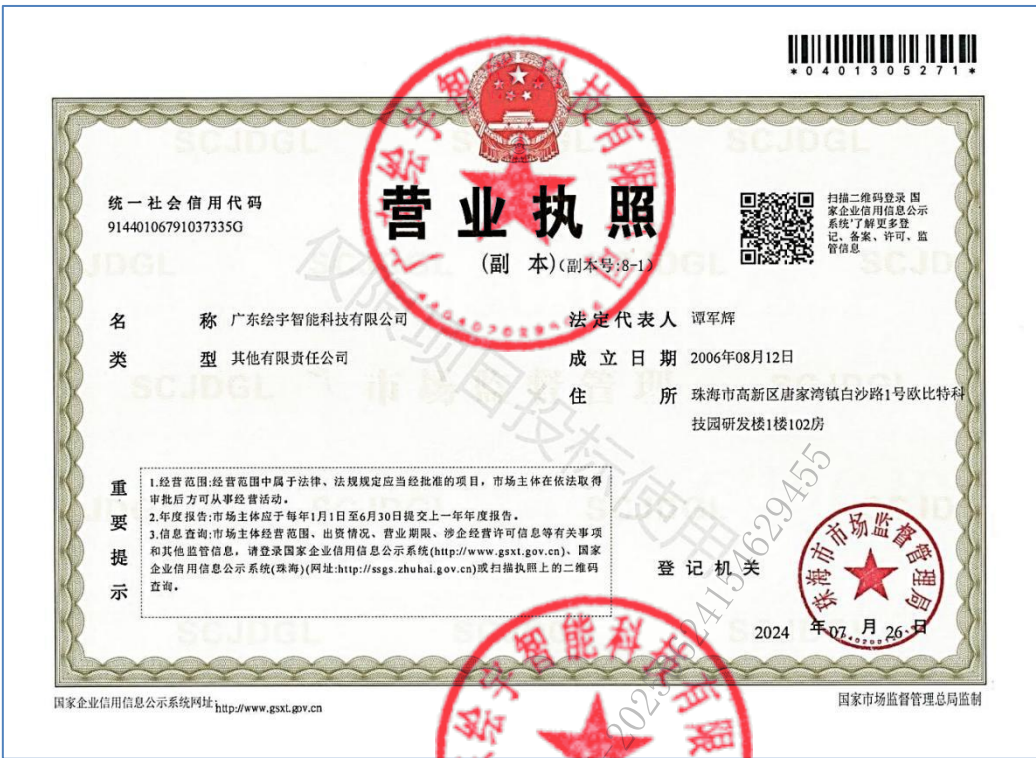 *0401305271*
统一社会信用代码
91440106791037335G
营业执照
(副 本)(副本号:8-1)
扫描二维码登录 国
家企业信用信息公示
系统'了解更多登
记、备案、许可、监
管信息
名 称 广东绘宇智能科技有限公司
类 型 其他有限责任公司
法定代表人 谭军辉
成立日期 2006年08月12日
住 所 珠海市高新区唐家湾镇白沙路1号欧比特科
技园研发楼1楼102房
重要提示
1.经营范围:经营范围中属于法律、法规规定应当经批准的项目，市场主体在依法取得
审批后方可从事经营活动。
2.年度报告:市场主体应于每年1月1日至6月30日提交上一年年度报告。
3.信息查询:市场主体经营范围、出资情况、营业期限、涉企经营许可信息等有关事项
和其他监管信息，请登录国家企业信用信息公示系统(http://www.gsxt.gov.cn)、国家
企业信用信息公示系统(珠海)(网址:http://ssgs.zhuhai.gov.cn)或扫描执照上的二维码
查询。
登记机关
珠海市市场监督管理局
2024 年 07 月 26 日
国家企业信用信息公示系统网址:http://www.gsxt.gov.cn
国家市场监督管理总局监制
广东绘宇智能科技有限公司
仅限项目投标使用
SCJDGL